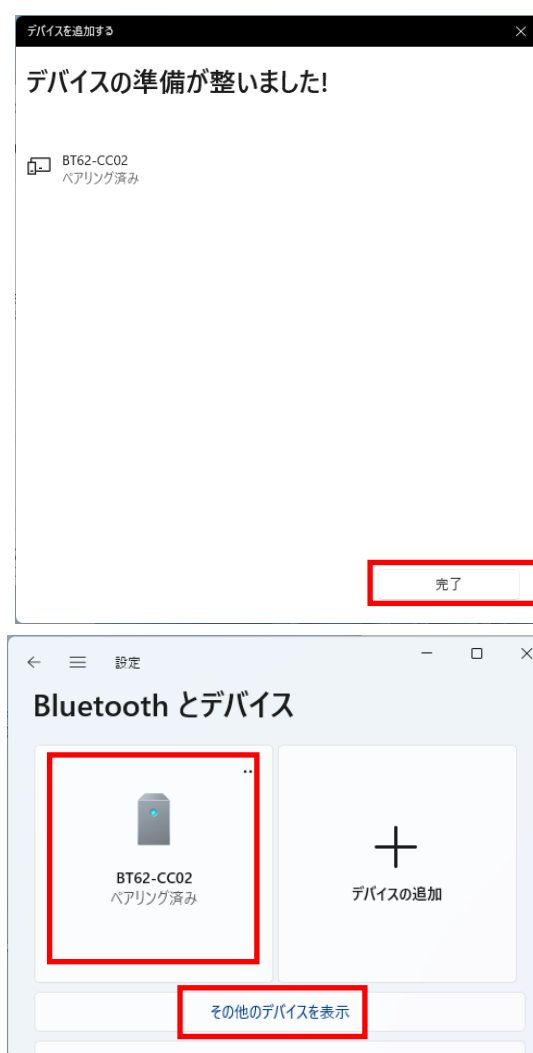 デバイスを追加する
デバイスの準備が整いました!
BT62-CC02
ペアリング済み
完了
設定
Bluetooth とデバイス
BT62-CC02
ペアリング済み
デバイスの追加
その他のデバイスを表示